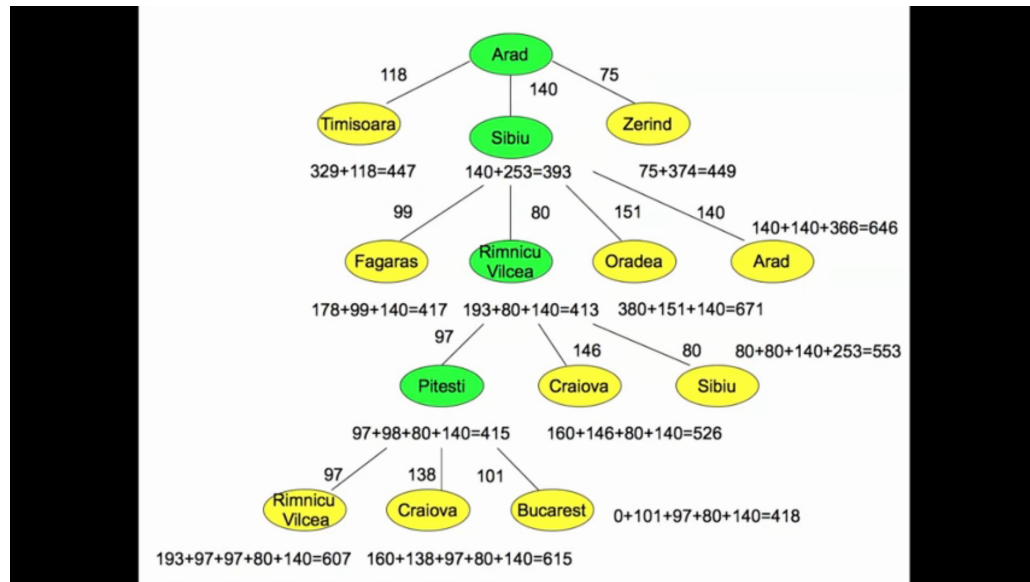 Arad
118
140
75
Timisoara
Sibiu
Zerind
329+118=447
140+253=393
75+374=449
99
80
151
140
140+140+366=646
Fagaras
Rimnicu
Vilcea
Oradea
Arad
178+99+140=417
193+80+140=413
380+151+140=671
97
146
80
80+80+140+253=553
Pitesti
Craiova
Sibiu
97+98+80+140=415
160+146+80+140=526
97
138
101
Rimnicu
Vilcea
Craiova
Bucarest
0+101+97+80+140=418
193+97+97+80+140=607
160+138+97+80+140=615